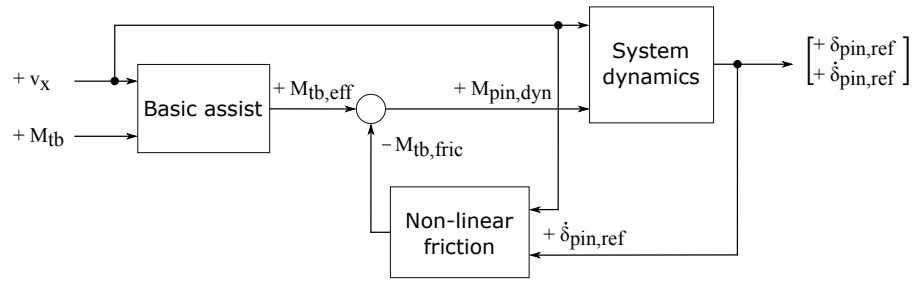 System
dynamics
[+ δpin,ref
+ δ̇pin,ref]
+ vx
Basic assist
+ Mtb,eff
+ Mpin,dyn
+ Mtb
− Mtb,fric
Non-linear
friction
+ δ̇pin,ref